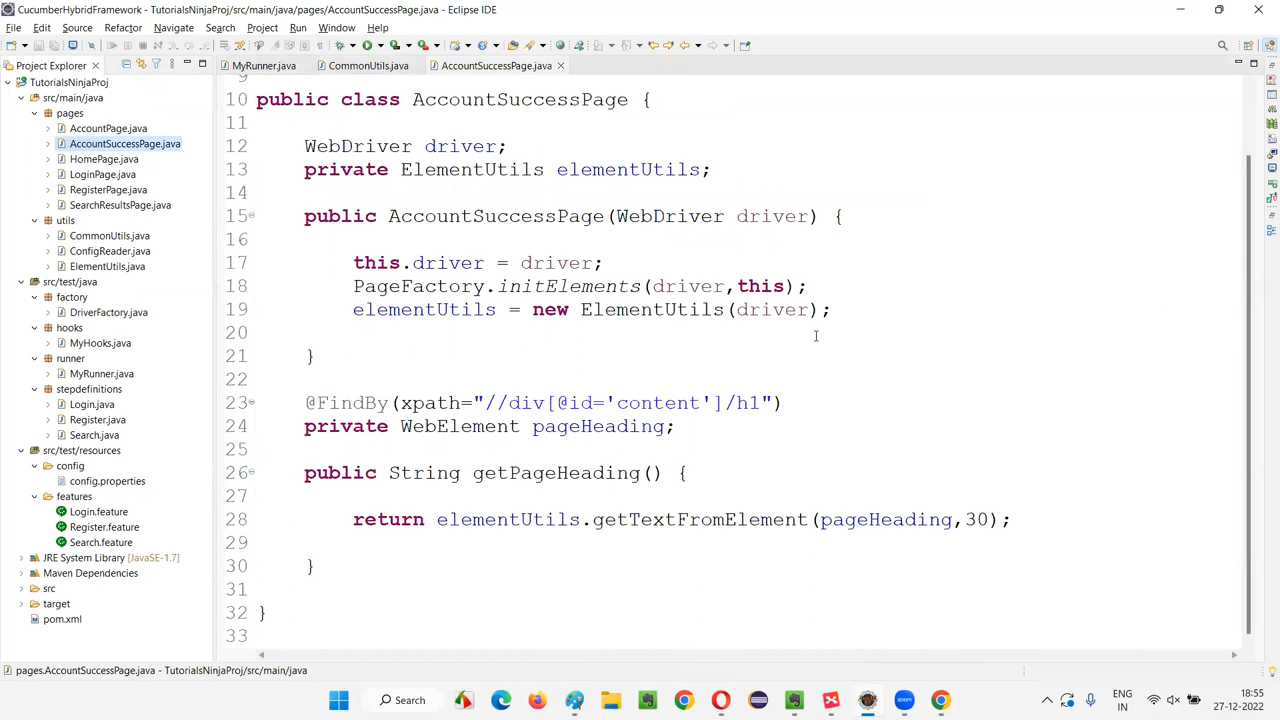 CucumberHybridFramework - TutorialsNinjaProj/src/main/java/pages/AccountSuccessPage.java - Eclipse IDE
File Edit Source Refactor Navigate Search Project Run Window Help
Project Explorer
MyRunner.java
CommonUtils.java
AccountSuccessPage.java
TutorialsNinjaProj
src/main/java
pages
AccountPage.java
AccountSuccessPage.java
HomePage.java
LoginPage.java
RegisterPage.java
SearchResultsPage.java
utils
CommonUtils.java
ConfigReader.java
ElementUtils.java
src/test/java
factory
DriverFactory.java
hooks
MyHooks.java
runner
MyRunner.java
stepdefinitions
Login.java
Register.java
Search.java
src/test/resources
config
config.properties
features
Login.feature
Register.feature
Search.feature
JRE System Library [JavaSE-1.7]
Maven Dependencies
src
target
pom.xml
9
10 public class AccountSuccessPage {
11
12 WebDriver driver;
13 private ElementUtils elementUtils;
14
15 public AccountSuccessPage(WebDriver driver) {
16
17 this.driver = driver;
18 PageFactory.initElements(driver,this);
19 elementUtils = new ElementUtils(driver);
20
21 }
22
23 @FindBy(xpath="//div[@id='content']/h1")
24 private WebElement pageHeading;
25
26 public String getPageHeading() {
27
28 return elementUtils.getTextFromElement(pageHeading,30);
29
30 }
31
32 }
33
pages.AccountSuccessPage.java - TutorialsNinjaProj/src/main/java
Search
zoom
ENG
IN
18:55
27-12-2022